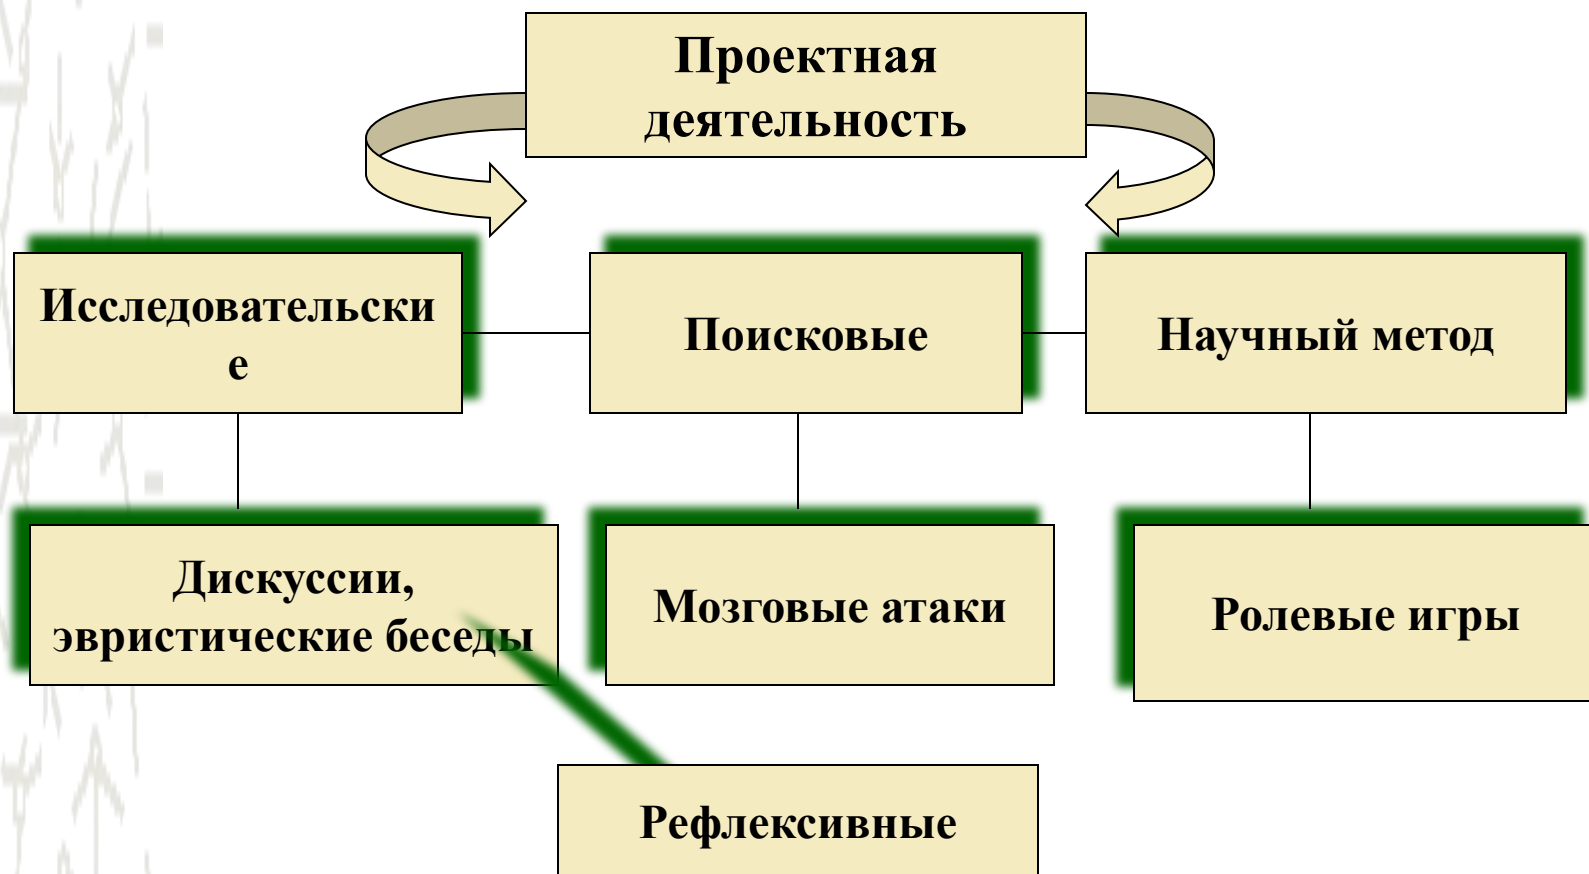 Проектная
деятельность
Исследовательски
е
Поисковые
Научный метод
Дискуссии,
эвристические беседы
Мозговые атаки
Ролевые игры
Рефлексивные